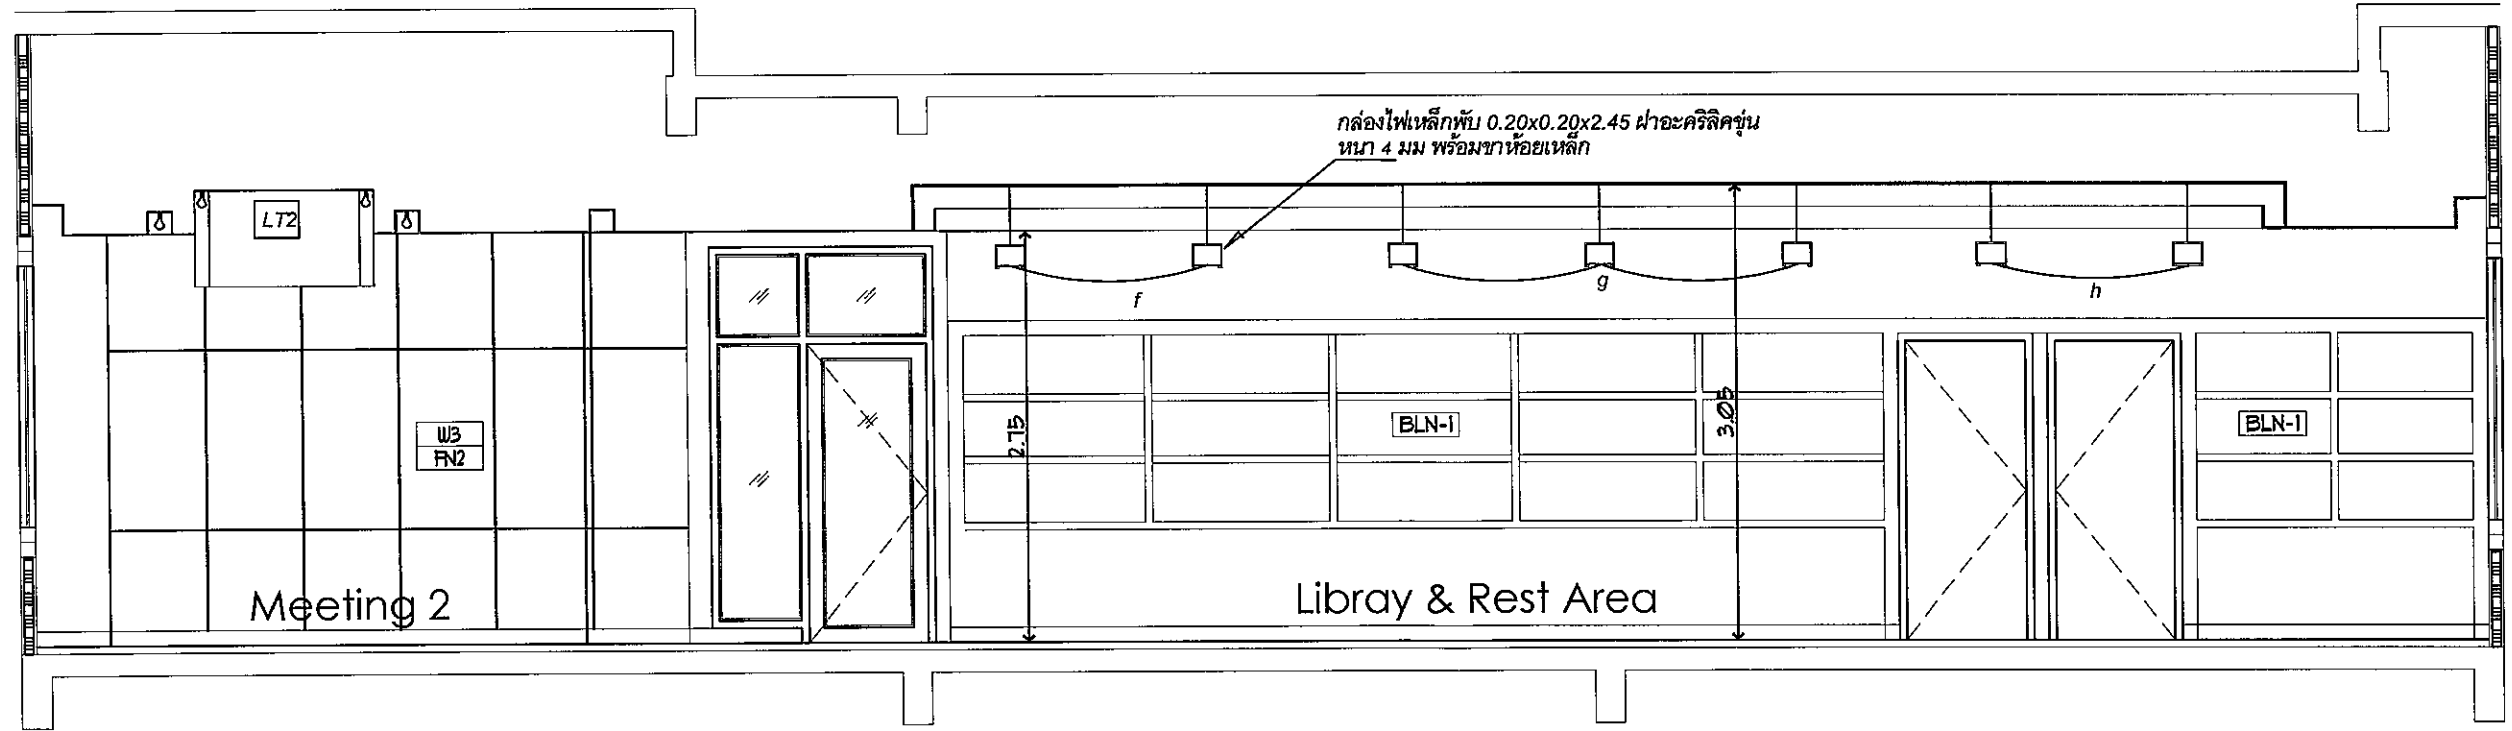 กล่องไฟเหล็กพับ 0.20x0.20x2.45 ฝาอะคริลิคขุ่น
หนา 4 มม พร้อมขาห้อยเหล็ก
LT2
f
g
h
2.75
3.05
W3
FN2
BLN-1
BLN-1
Meeting 2
Libray & Rest Area